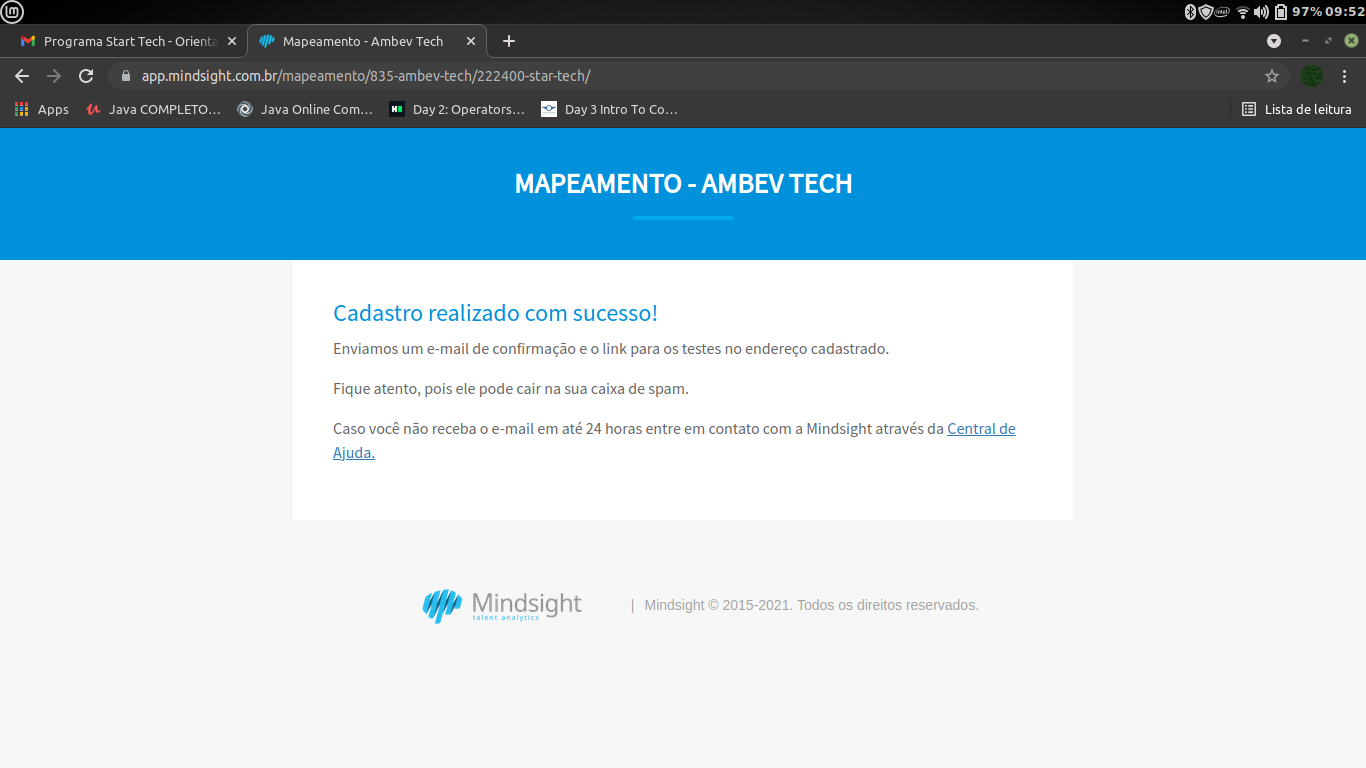 97% 09:52
Programa Start Tech - Orienta
Mapeamento - Ambev Tech
app.mindsight.com.br/mapeamento/835-ambev-tech/222400-star-tech/
Apps Java COMPLETO... Java Online Com... Day 2: Operators... Day 3 Intro To Co... Lista de leitura
MAPEAMENTO - AMBEV TECH
Cadastro realizado com sucesso!
Enviamos um e-mail de confirmação e o link para os testes no endereço cadastrado.
Fique atento, pois ele pode cair na sua caixa de spam.
Caso você não receba o e-mail em até 24 horas entre em contato com a Mindsight através da Central de
Ajuda.
Mindsight
talent analytics
| Mindsight © 2015-2021. Todos os direitos reservados.